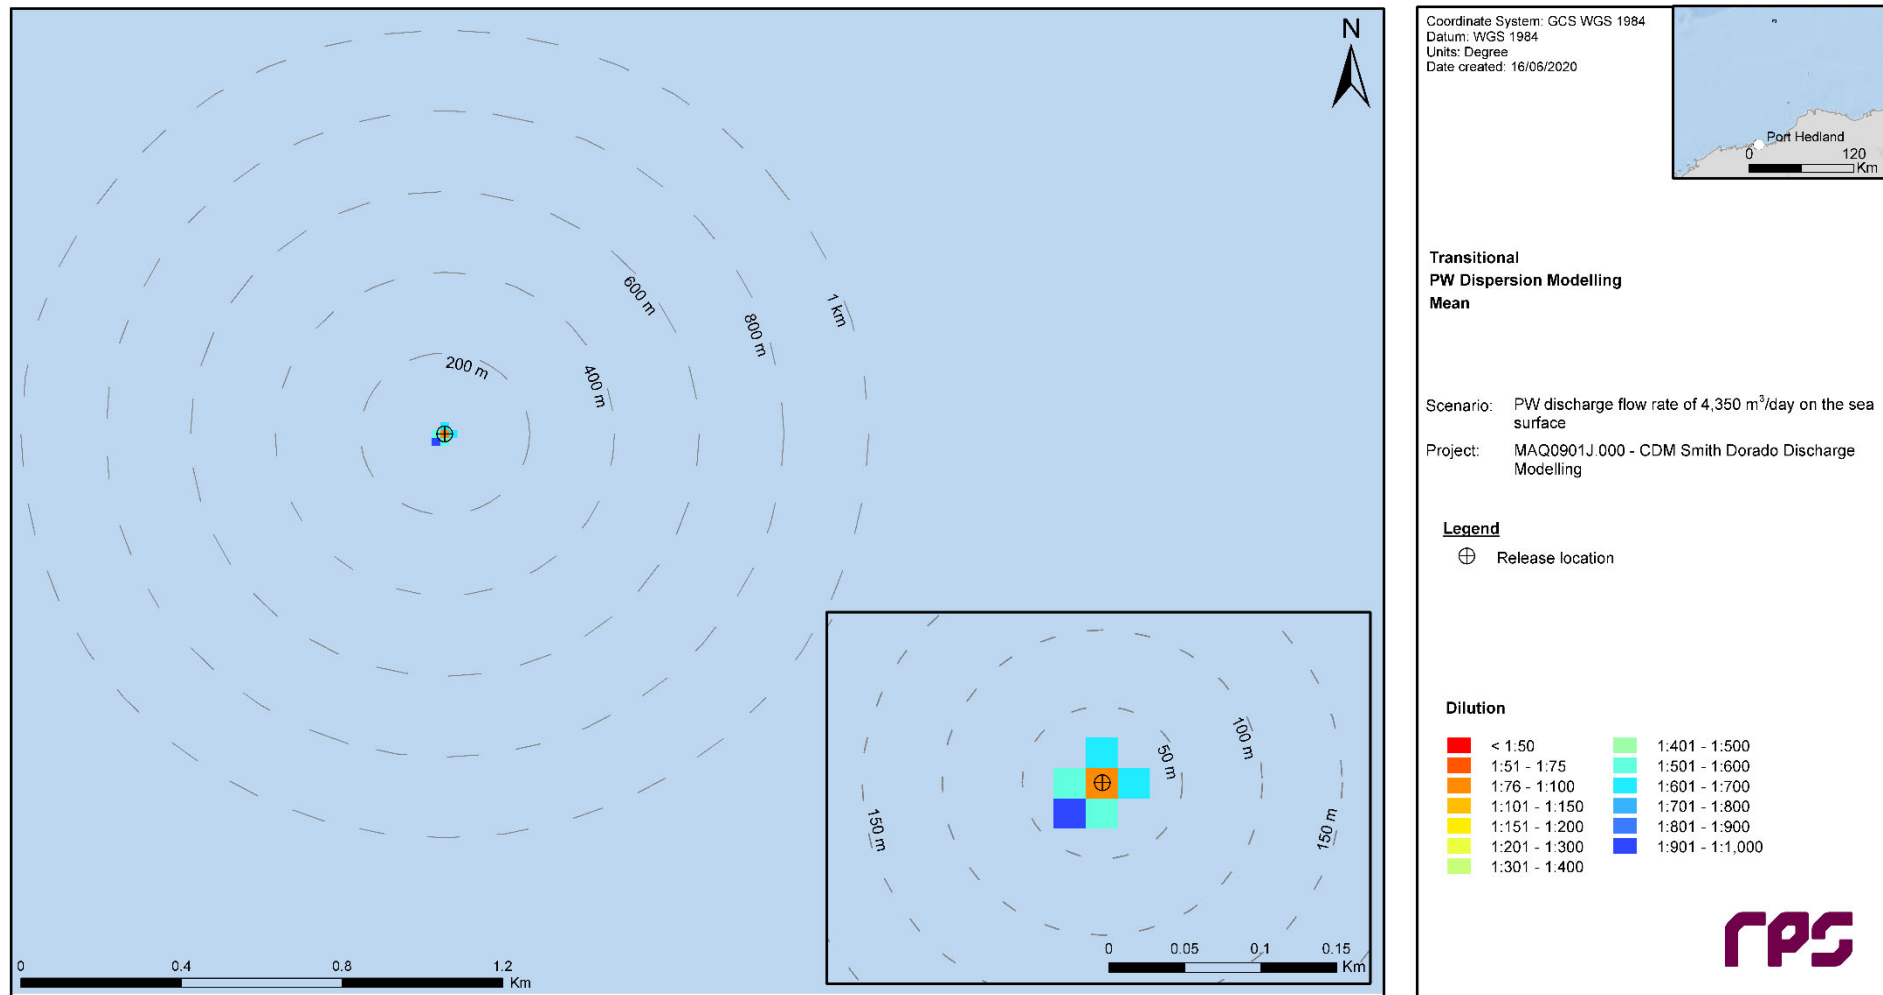 N
200 m
400 m
600 m
800 m
1 km
0 0.4 0.8 1.2
Km
50 m
100 m
150 m
150 m
0 0.05 0.1 0.15
Km
Coordinate System: GCS WGS 1984
Datum: WGS 1984
Units: Degree
Date created: 16/06/2020
Port Hedland
0 120
Km
Transitional
PW Dispersion Modelling
Mean
Scenario: PW discharge flow rate of 4,350 m³/day on the sea
surface
Project: MAQ0901J.000 - CDM Smith Dorado Discharge
Modelling
Legend
Release location
Dilution
< 1:50
1:51 - 1:75
1:76 - 1:100
1:101 - 1:150
1:151 - 1:200
1:201 - 1:300
1:301 - 1:400
1:401 - 1:500
1:501 - 1:600
1:601 - 1:700
1:701 - 1:800
1:801 - 1:900
1:901 - 1:1,000
rps